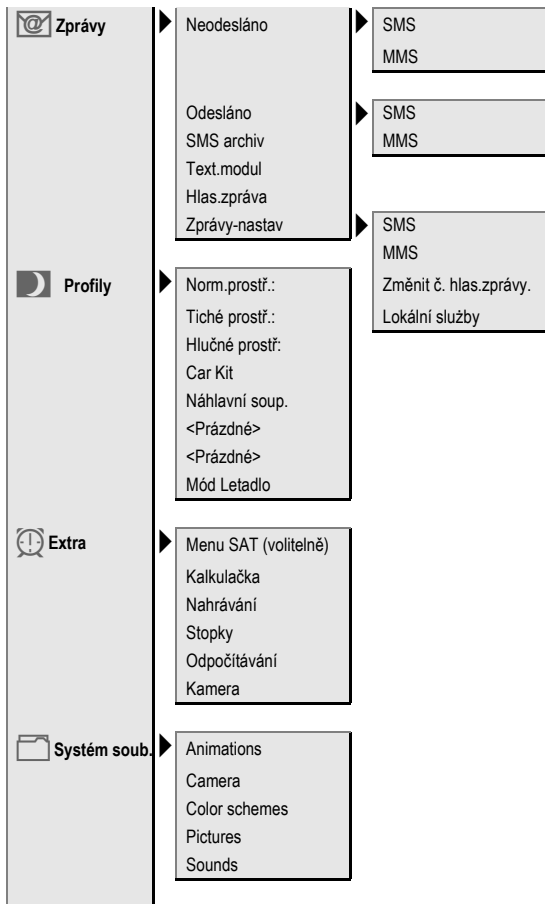 Zprávy
Neodesláno
SMS
MMS
Odesláno
SMS
SMS archiv
MMS
Text.modul
Hlas.zpráva
Zprávy-nastav
SMS
MMS
Změnit č. hlas.zprávy.
Lokální služby
Profily
Norm.prostř.:
Tiché prostř.:
Hlučné prostř:
Car Kit
Náhlavní soup.
<Prázdné>
<Prázdné>
Mód Letadlo
Extra
Menu SAT (volitelně)
Kalkulačka
Nahrávání
Stopky
Odpočítávání
Kamera
Systém soub.
Animations
Camera
Color schemes
Pictures
Sounds